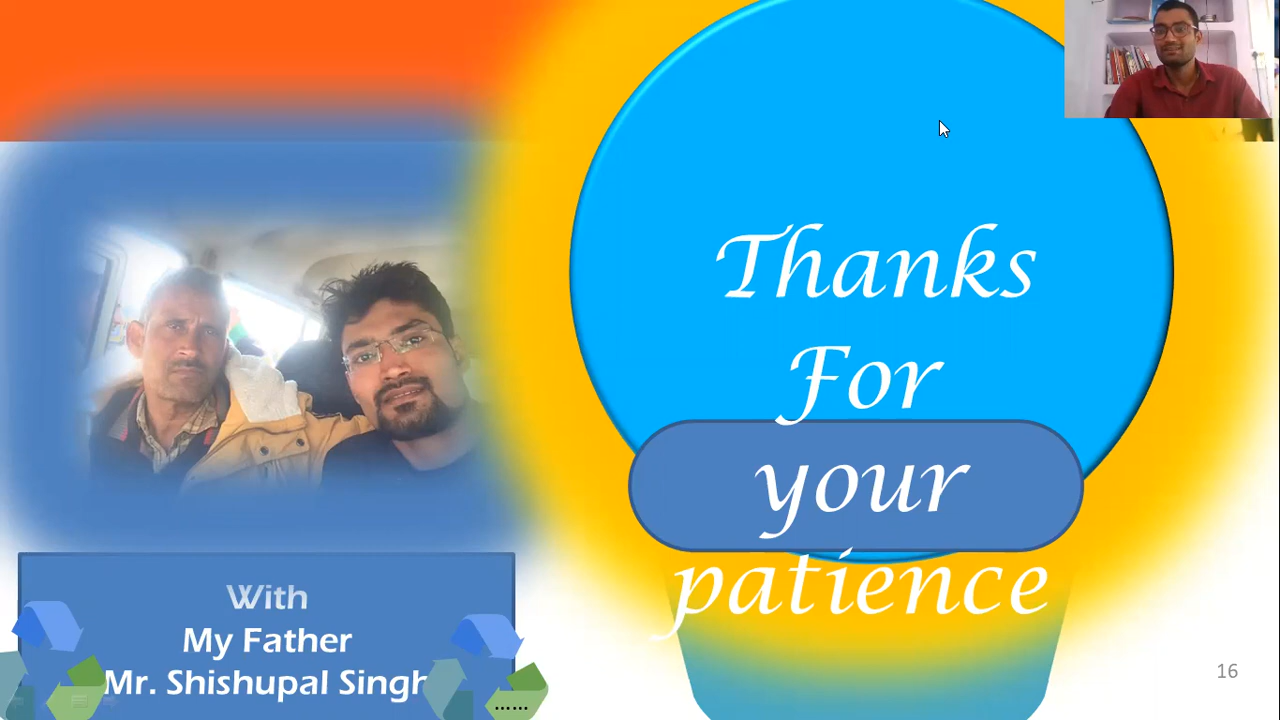 Thanks
For
your
patience
With
My Father
Mr. Shishupal Singh
......
16